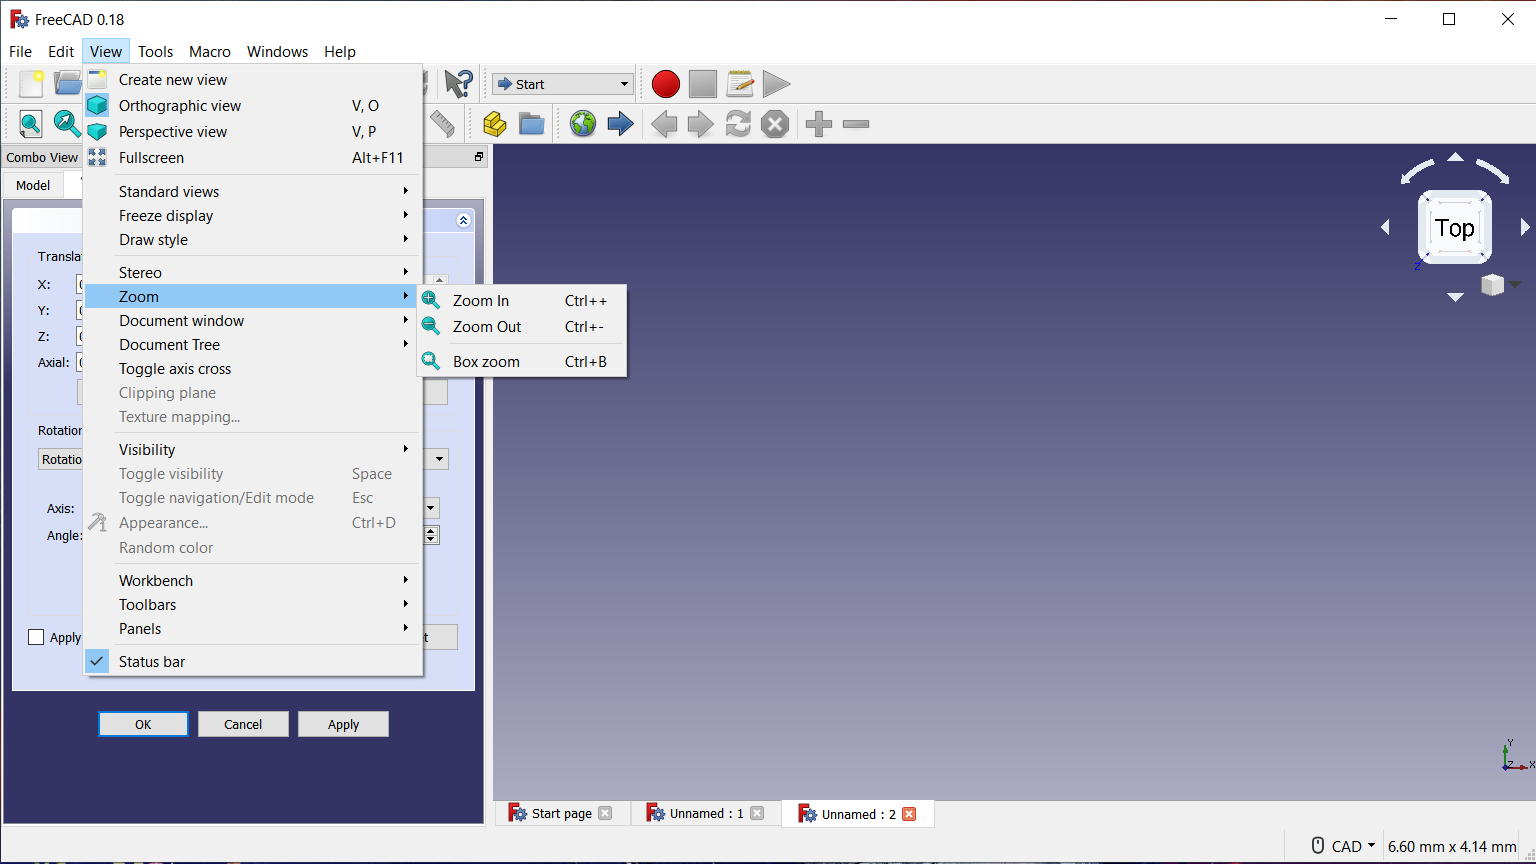 FreeCAD 0.18
File Edit View Tools Macro Windows Help
Create new view
Start
Orthographic view V, O
Perspective view V, P
Fullscreen Alt+F11
Combo View
Model
Standard views
Freeze display
Draw style
Top
Z
Translat
Stereo
X:
Zoom
Zoom In Ctrl++
Y:
Document window
Zoom Out Ctrl+-
Z:
Document Tree
Axial:
Box zoom Ctrl+B
Toggle axis cross
Clipping plane
Texture mapping...
Rotation
Visibility
Rotatio
Toggle visibility Space
Toggle navigation/Edit mode Esc
Axis:
Appearance... Ctrl+D
Angle:
Random color
Workbench
Toolbars
Panels
Apply
t
Status bar
OK Cancel Apply
Y
Z X
Start page Unnamed : 1 Unnamed : 2
CAD 6.60 mm x 4.14 mm